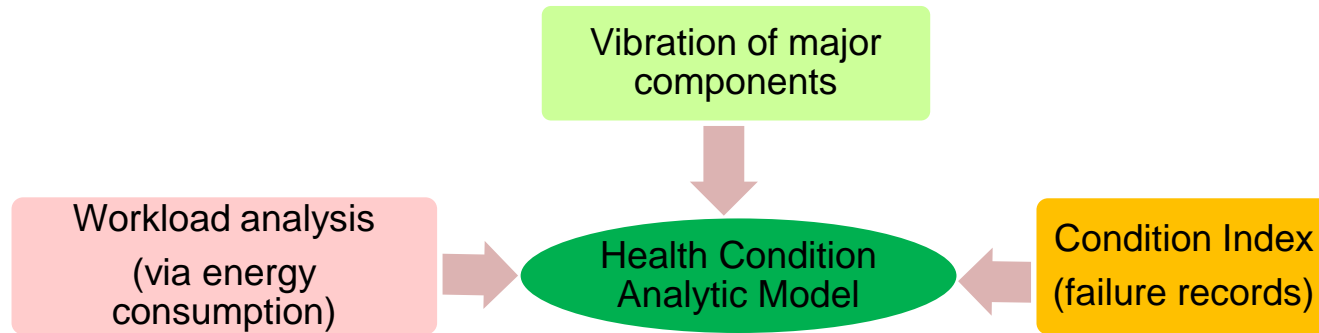 Vibration of major
components
Workload analysis
(via energy
consumption)
Health Condition
Analytic Model
Condition Index
(failure records)